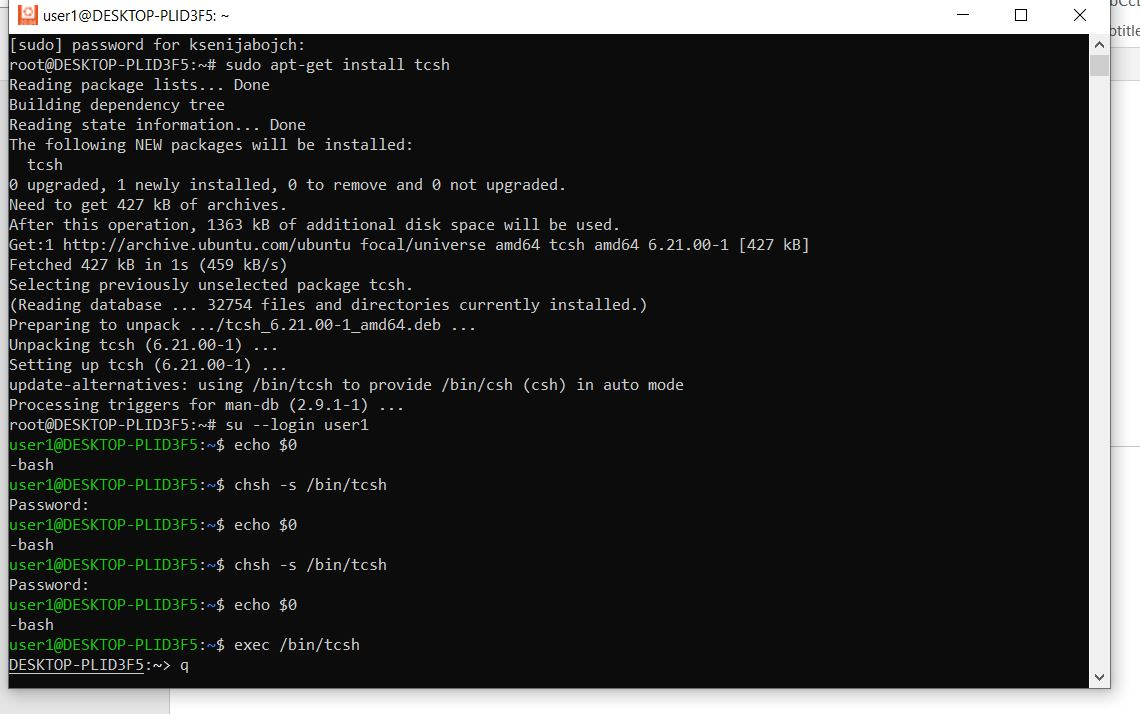 user1@DESKTOP-PLID3F5: ~
[sudo] password for ksenijabojch:
root@DESKTOP-PLID3F5:~# sudo apt-get install tcsh
Reading package lists... Done
Building dependency tree
Reading state information... Done
The following NEW packages will be installed:
  tcsh
0 upgraded, 1 newly installed, 0 to remove and 0 not upgraded.
Need to get 427 kB of archives.
After this operation, 1363 kB of additional disk space will be used.
Get:1 http://archive.ubuntu.com/ubuntu focal/universe amd64 tcsh amd64 6.21.00-1 [427 kB]
Fetched 427 kB in 1s (459 kB/s)
Selecting previously unselected package tcsh.
(Reading database ... 32754 files and directories currently installed.)
Preparing to unpack .../tcsh_6.21.00-1_amd64.deb ...
Unpacking tcsh (6.21.00-1) ...
Setting up tcsh (6.21.00-1) ...
update-alternatives: using /bin/tcsh to provide /bin/csh (csh) in auto mode
Processing triggers for man-db (2.9.1-1) ...
root@DESKTOP-PLID3F5:~# su --login user1
user1@DESKTOP-PLID3F5:~$ echo $0
-bash
user1@DESKTOP-PLID3F5:~$ chsh -s /bin/tcsh
Password:
user1@DESKTOP-PLID3F5:~$ echo $0
-bash
user1@DESKTOP-PLID3F5:~$ chsh -s /bin/tcsh
Password:
user1@DESKTOP-PLID3F5:~$ echo $0
-bash
user1@DESKTOP-PLID3F5:~$ exec /bin/tcsh
DESKTOP-PLID3F5:~> q